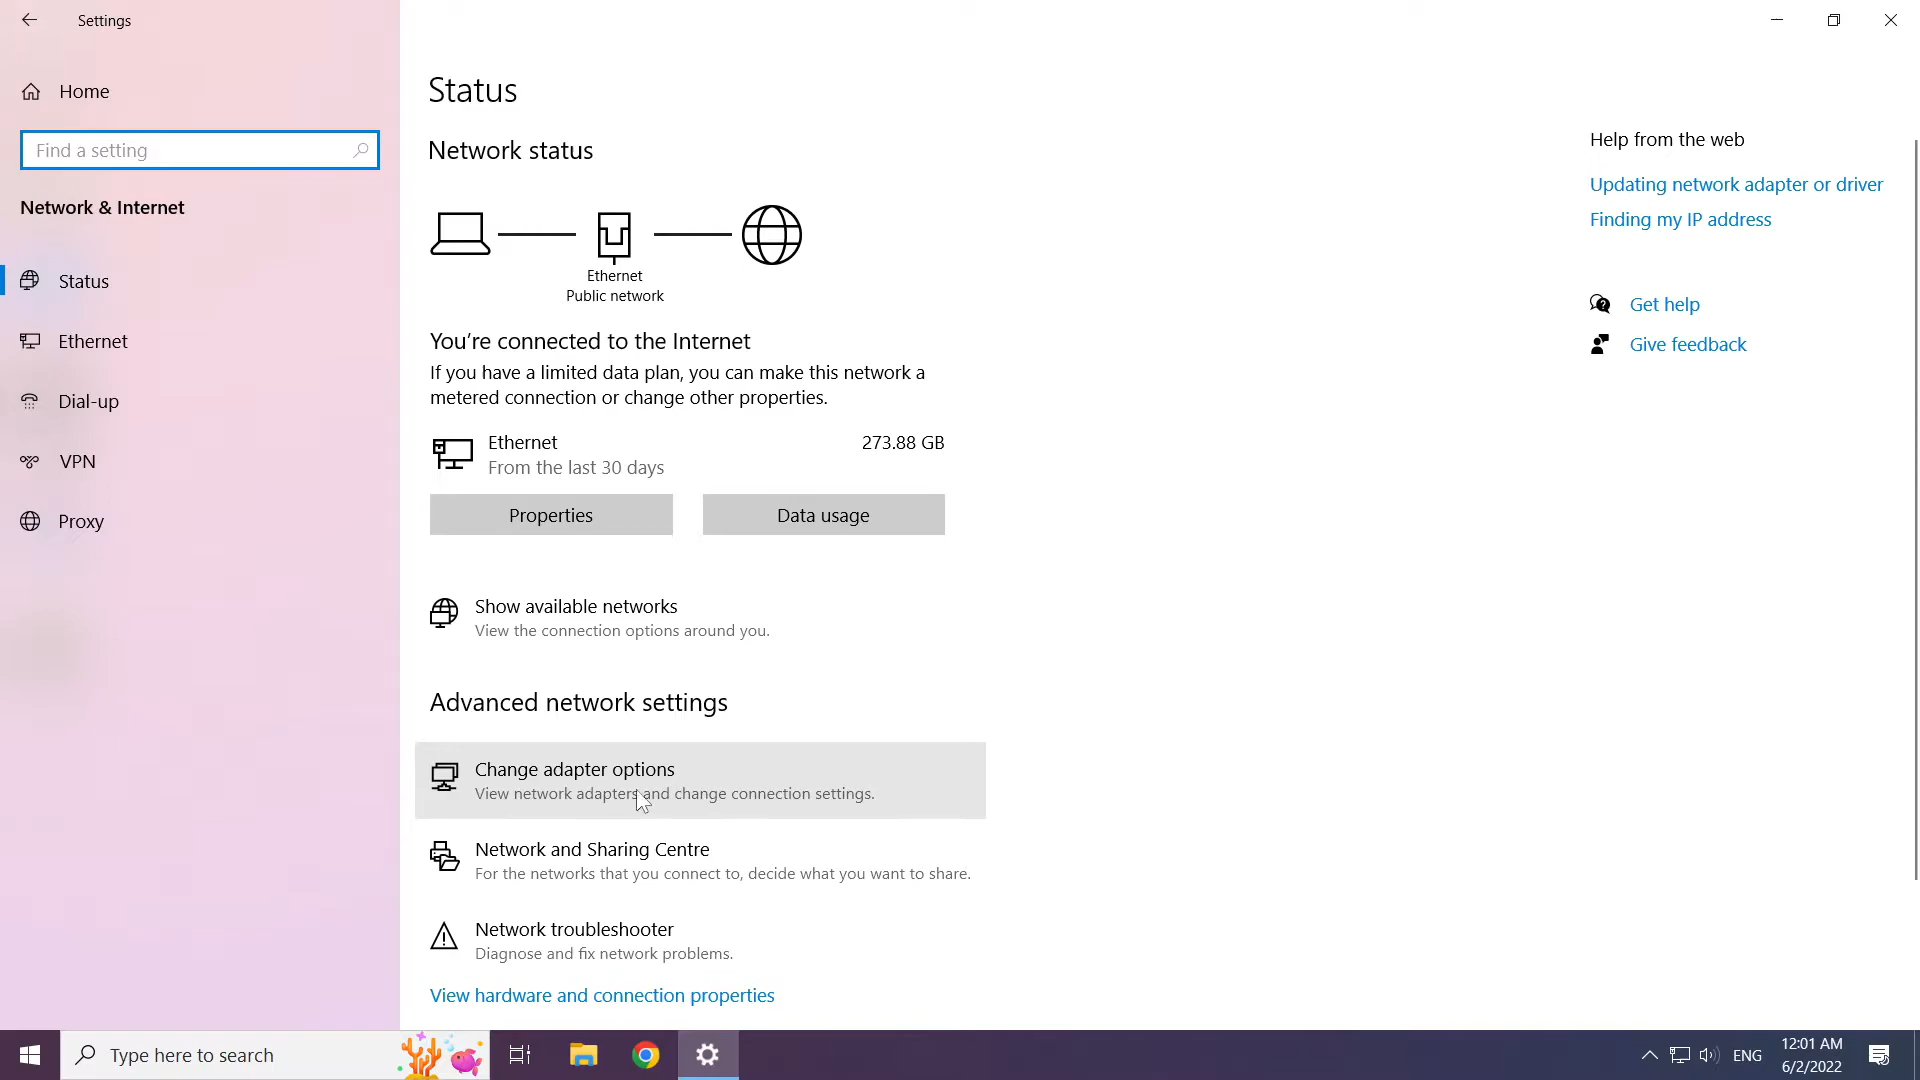 Settings
Home
Find a setting
Network & Internet
Status
Ethernet
Dial-up
VPN
Proxy
Status
Network status
Ethernet
Public network
You're connected to the Internet
If you have a limited data plan, you can make this network a
metered connection or change other properties.
Ethernet
273.88 GB
From the last 30 days
Properties
Data usage
Show available networks
View the connection options around you.
Advanced network settings
Change adapter options
View network adapters and change connection settings.
Network and Sharing Centre
For the networks that you connect to, decide what you want to share.
Network troubleshooter
Diagnose and fix network problems.
View hardware and connection properties
Help from the web
Updating network adapter or driver
Finding my IP address
Get help
Give feedback
Type here to search
ENG
12:01 AM
6/2/2022